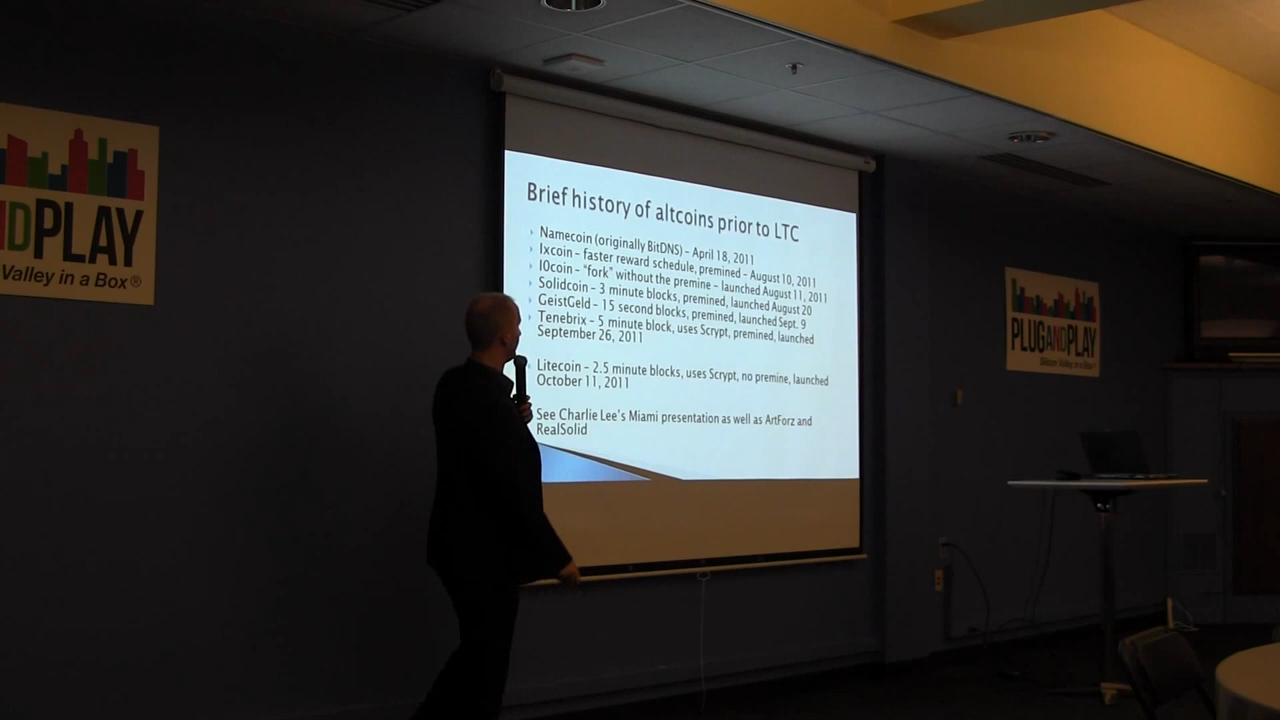 DPLAY
Valley in a Box®
Brief history of altcoins prior to LTC
Namecoin (originally BitDNS) – April 18, 2011
Ixcoin – faster reward schedule, premined – August 10, 2011
I0coin – "fork" without the premine – launched August 11, 2011
Solidcoin – 3 minute blocks, premined, launched August 20
GeistGeld – 15 second blocks, premined, launched Sept. 9
Tenebrix – 5 minute block, uses Scrypt, premined, launched
September 26, 2011
Litecoin – 2.5 minute blocks, uses Scrypt, no premine, launched
October 11, 2011
See Charlie Lee's Miami presentation as well as ArtForz and
RealSolid
PLUGANDPLAY
Silicon Valley in a Box®